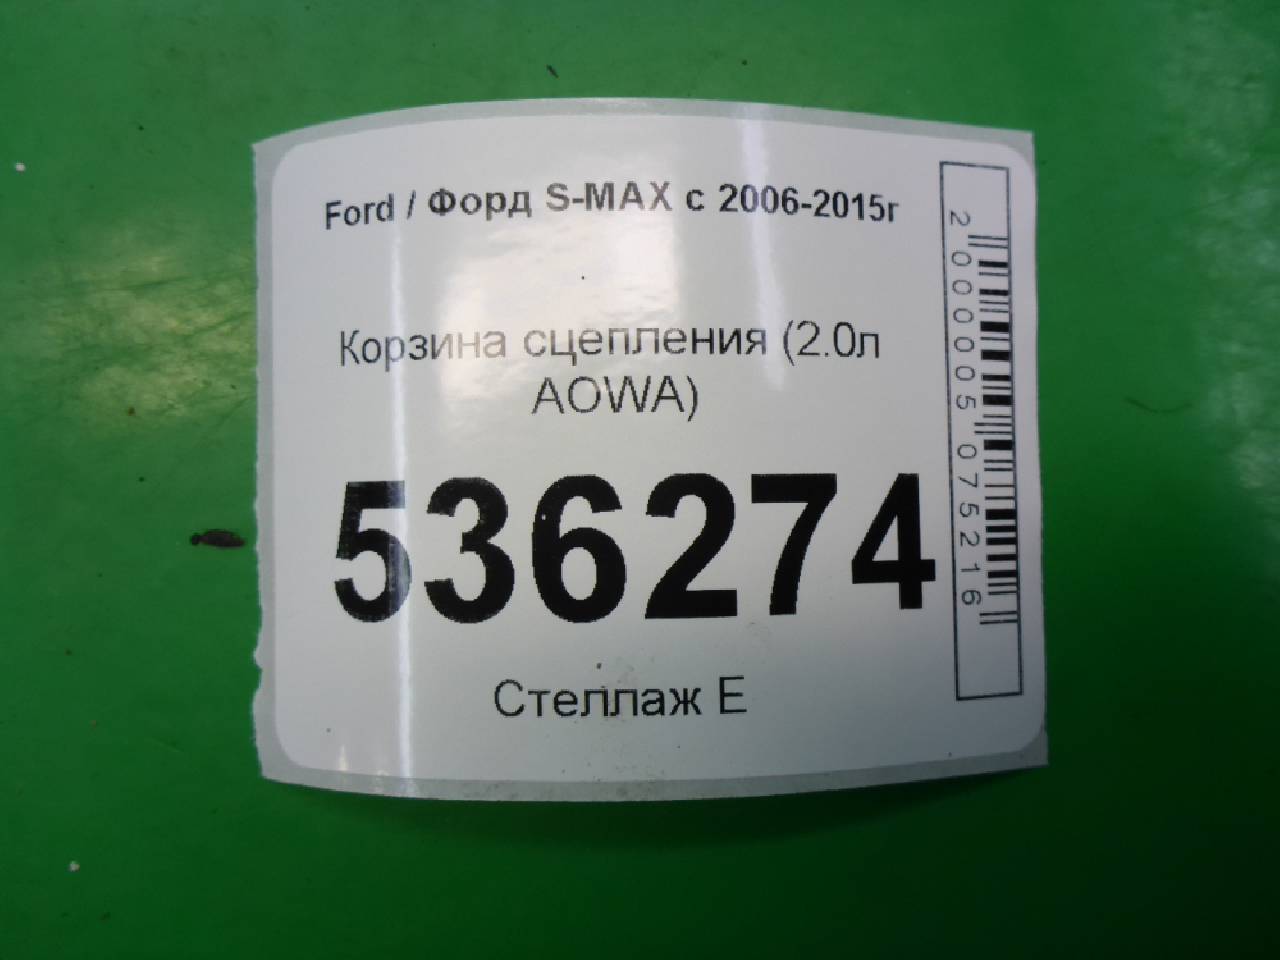 Ford / Форд S-MAX с 2006-2015г
Корзина сцепления (2.0л
AOWA)
536274
Стеллаж Е
2000005075216